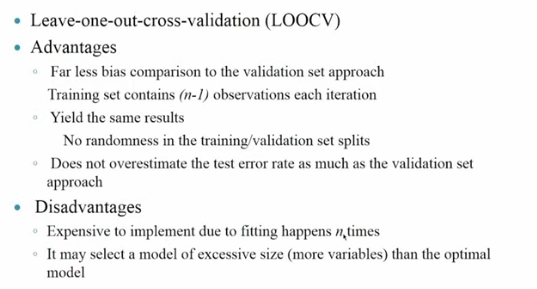 Leave-one-out-cross-validation (LOOCV)
Advantages
Far less bias comparison to the validation set approach
Training set contains (n-1) observations each iteration
Yield the same results
No randomness in the training/validation set splits
Does not overestimate the test error rate as much as the validation set
approach
Disadvantages
Expensive to implement due to fitting happens n times
It may select a model of excessive size (more variables) than the optimal
model